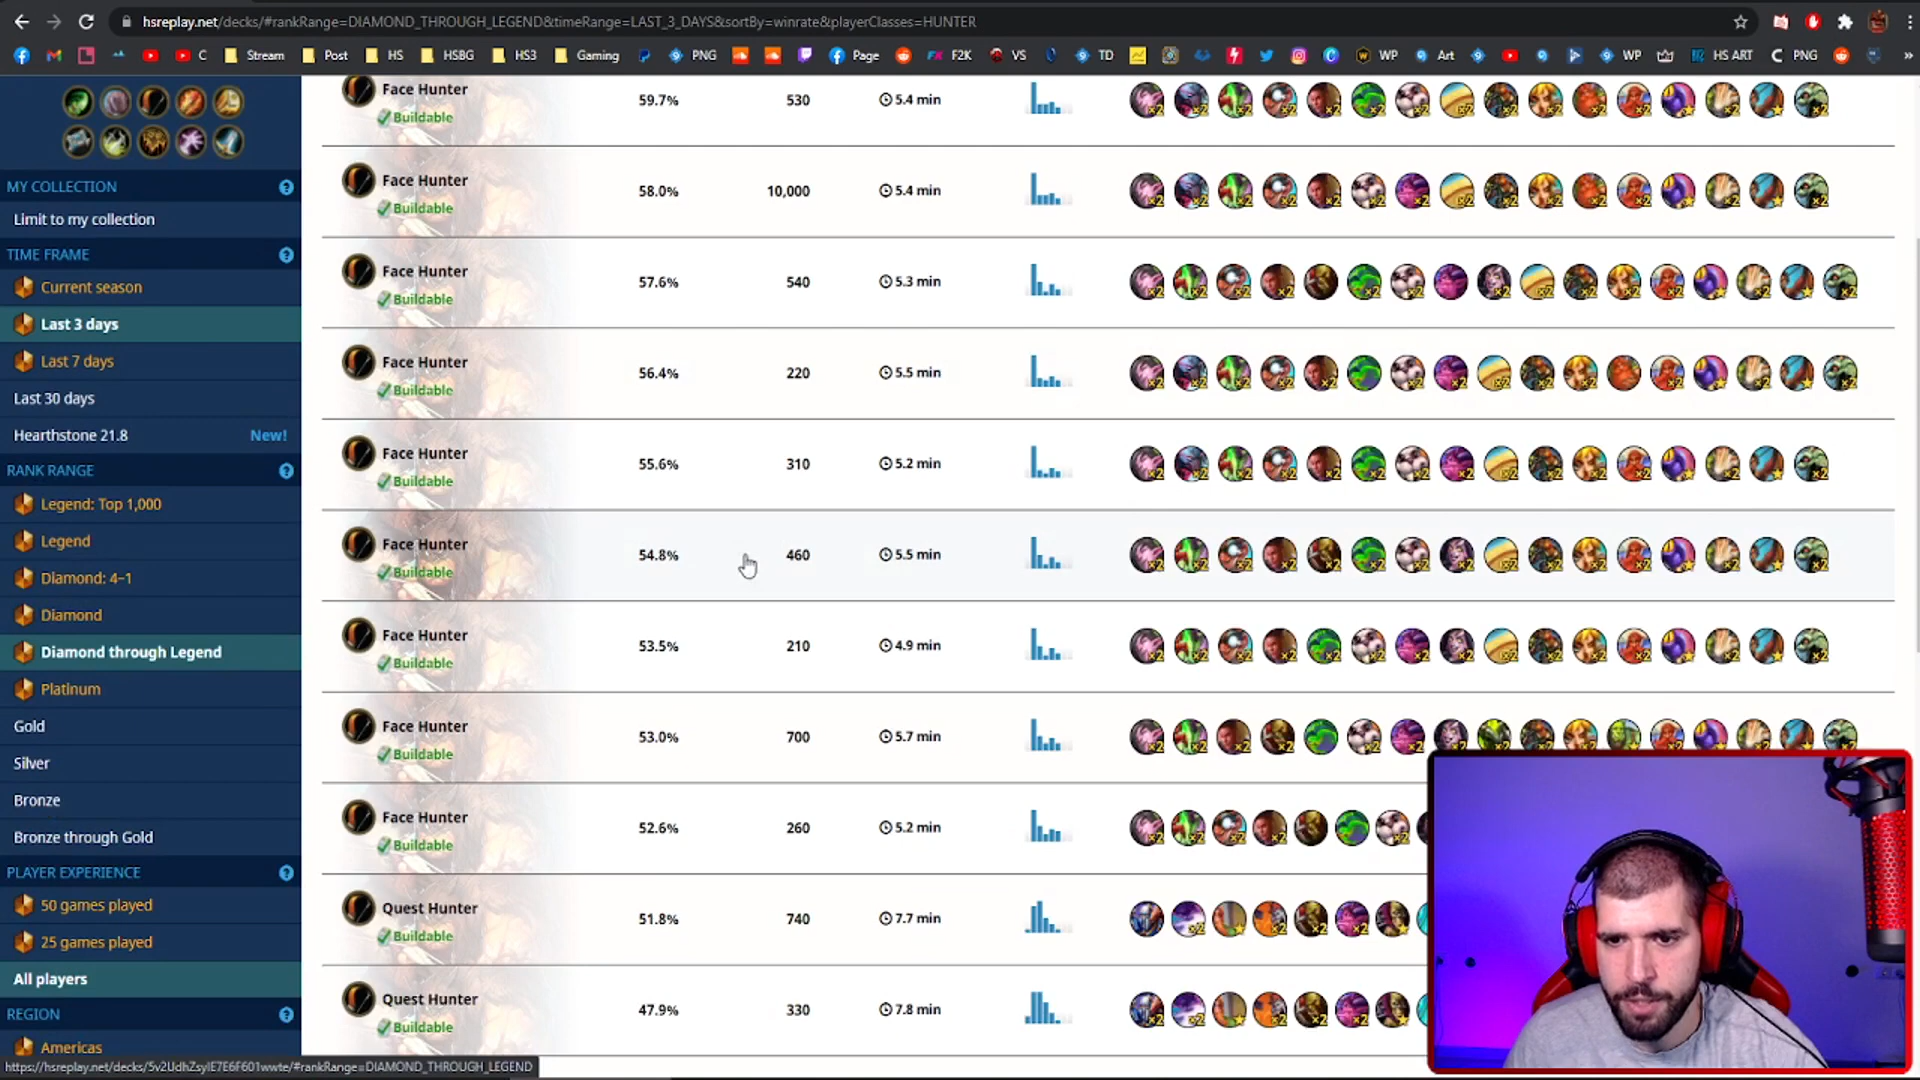 hsreplay.net/decks/#rankRange=DIAMOND_THROUGH_LEGEND&timeRange=LAST_3_DAYS&sortBy=winrate&playerClasses=HUNTER
C Stream Post HS HSBG HS3 Gaming PNG Page F2K VS TD WP Art WP HS ART PNG
MY COLLECTION
Limit to my collection
TIME FRAME
Current season
Last 3 days
Last 7 days
Last 30 days
Hearthstone 21.8 New!
RANK RANGE
Legend: Top 1,000
Legend
Diamond: 4–1
Diamond
Diamond through Legend
Platinum
Gold
Silver
Bronze
Bronze through Gold
PLAYER EXPERIENCE
50 games played
25 games played
All players
REGION
Americas
Face Hunter 59.7% 530 5.4 min
Buildable
Face Hunter 58.0% 10,000 5.4 min
Buildable
Face Hunter 57.6% 540 5.3 min
Buildable
Face Hunter 56.4% 220 5.5 min
Buildable
Face Hunter 55.6% 310 5.2 min
Buildable
Face Hunter 54.8% 460 5.5 min
Buildable
Face Hunter 53.5% 210 4.9 min
Buildable
Face Hunter 53.0% 700 5.7 min
Buildable
Face Hunter 52.6% 260 5.2 min
Buildable
Quest Hunter 51.8% 740 7.7 min
Buildable
Quest Hunter 47.9% 330 7.8 min
Buildable